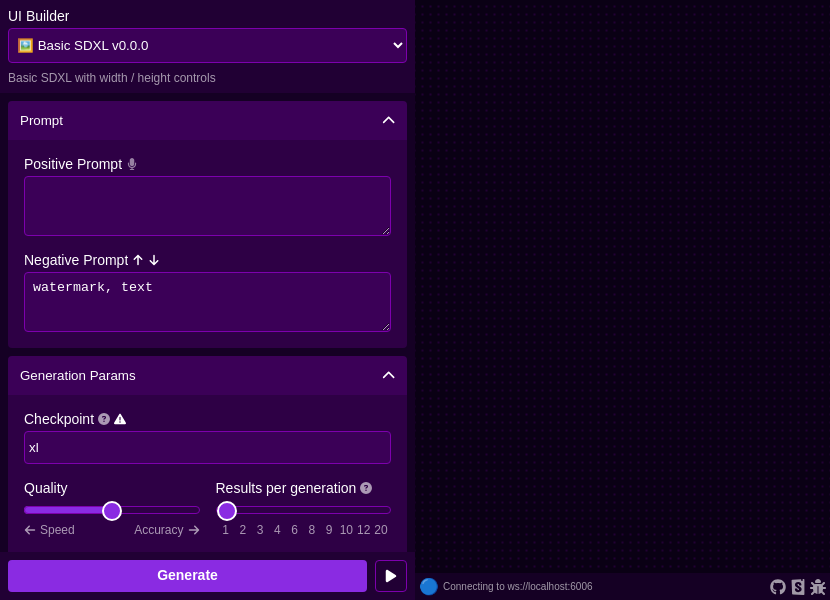 UI Builder
🖼️ Basic SDXL v0.0.0
Basic SDXL with width / height controls
Prompt
Positive Prompt
Negative Prompt ↑ ↓
watermark, text
Generation Params
Checkpoint
xl
Quality
Results per generation
← Speed Accuracy →
1 2 3 4 6 8 9 10 12 20
Generate
Connecting to ws://localhost:6006